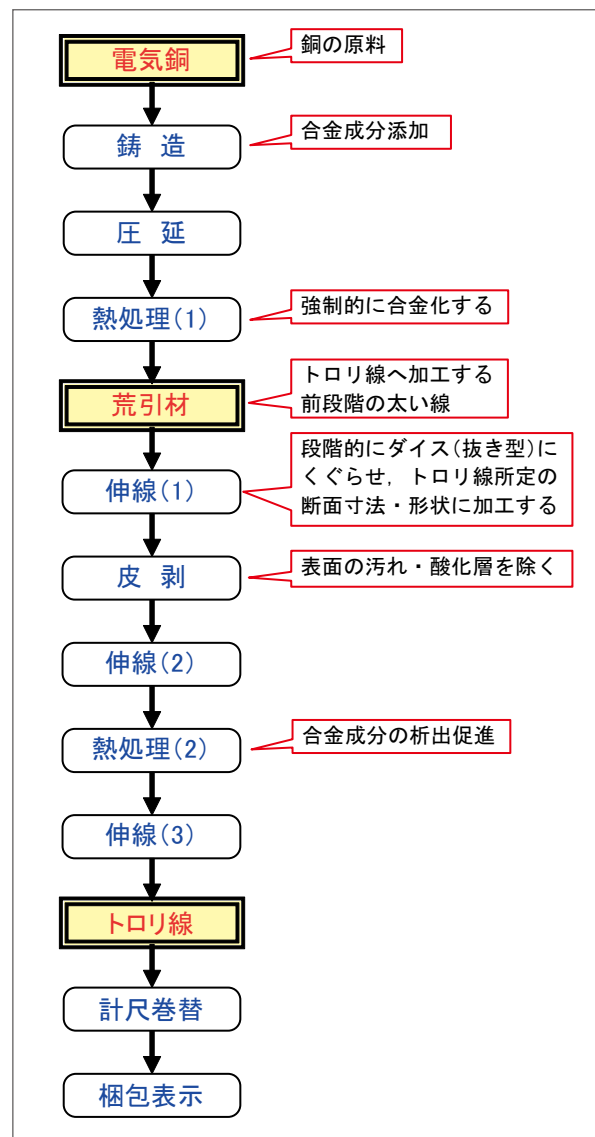 電気銅
銅の原料
鋳 造
合金成分添加
圧 延
熱処理(1)
強制的に合金化する
荒引材
トロリ線へ加工する
前段階の太い線
伸線(1)
段階的にダイス(抜き型)に
くぐらせ，トロリ線所定の
断面寸法・形状に加工する
皮 剥
表面の汚れ・酸化層を除く
伸線(2)
熱処理(2)
合金成分の析出促進
伸線(3)
トロリ線
計尺巻替
梱包表示